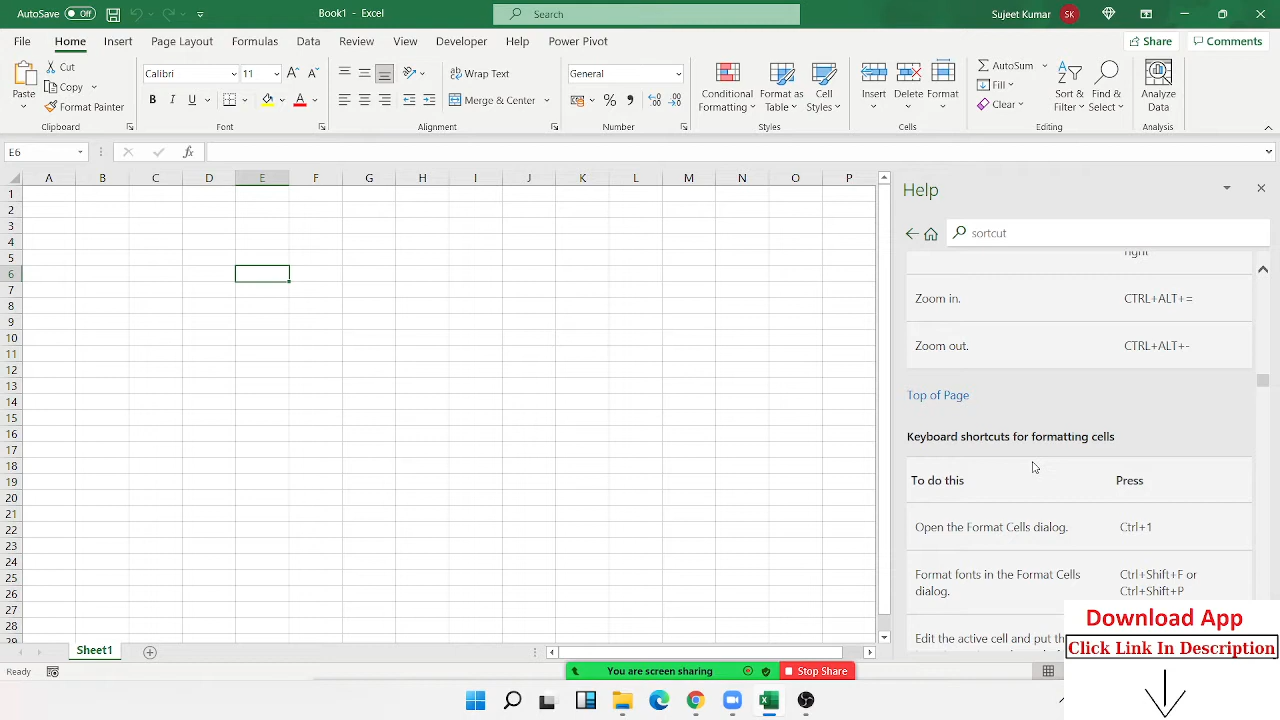 AutoSave Off Book1 - Excel Search Sujeet Kumar SK
File Home Insert Page Layout Formulas Data Review View Developer Help Power Pivot Share Comments
Paste Cut Copy Format Painter Clipboard
Calibri 11 A A B I U A Font
ab Wrap Text Merge & Center Alignment
General % , Number
Conditional Formatting Format as Table Cell Styles Styles
Insert Delete Format Cells
AutoSum Fill Clear Sort & Filter Find & Select Editing
Analyze Data Analysis
E6 fx
A B C D E F G H I J K L M N O P
1
2
3
4
5
6
7
8
9
10
11
12
13
14
15
16
17
18
19
20
21
22
23
24
25
26
27
28
29
Help
sortcut
right
Zoom in. CTRL+ALT+=
Zoom out. CTRL+ALT+-
Top of Page
Keyboard shortcuts for formatting cells
To do this Press
Open the Format Cells dialog. Ctrl+1
Format fonts in the Format Cells Ctrl+Shift+F or
dialog. Ctrl+Shift+P
Edit the active cell and put th
Download App
Click Link In Description
Sheet1
Ready
You are screen sharing Stop Share